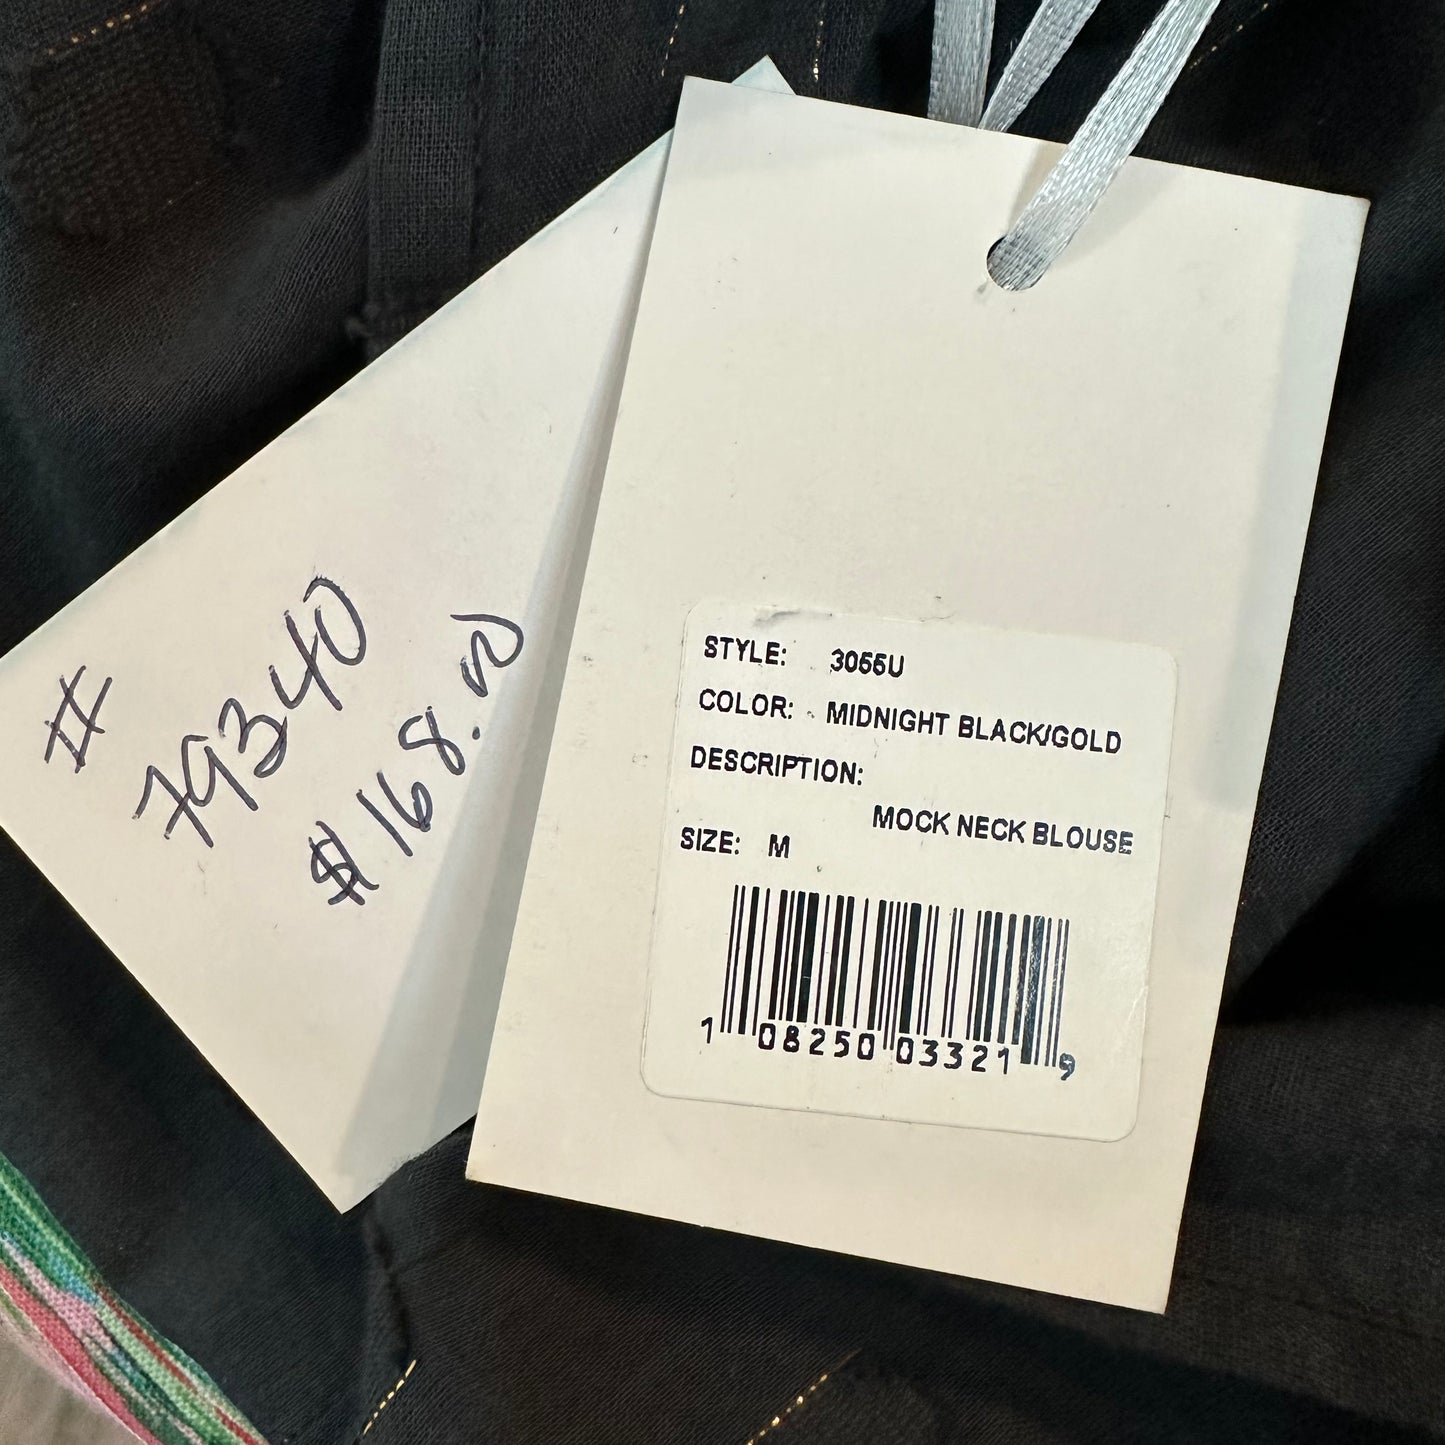 #
79340
$168.00
STYLE: 3055U
COLOR: MIDNIGHT BLACK/GOLD
DESCRIPTION:
MOCK NECK BLOUSE
SIZE: M
1 08250 03321 9